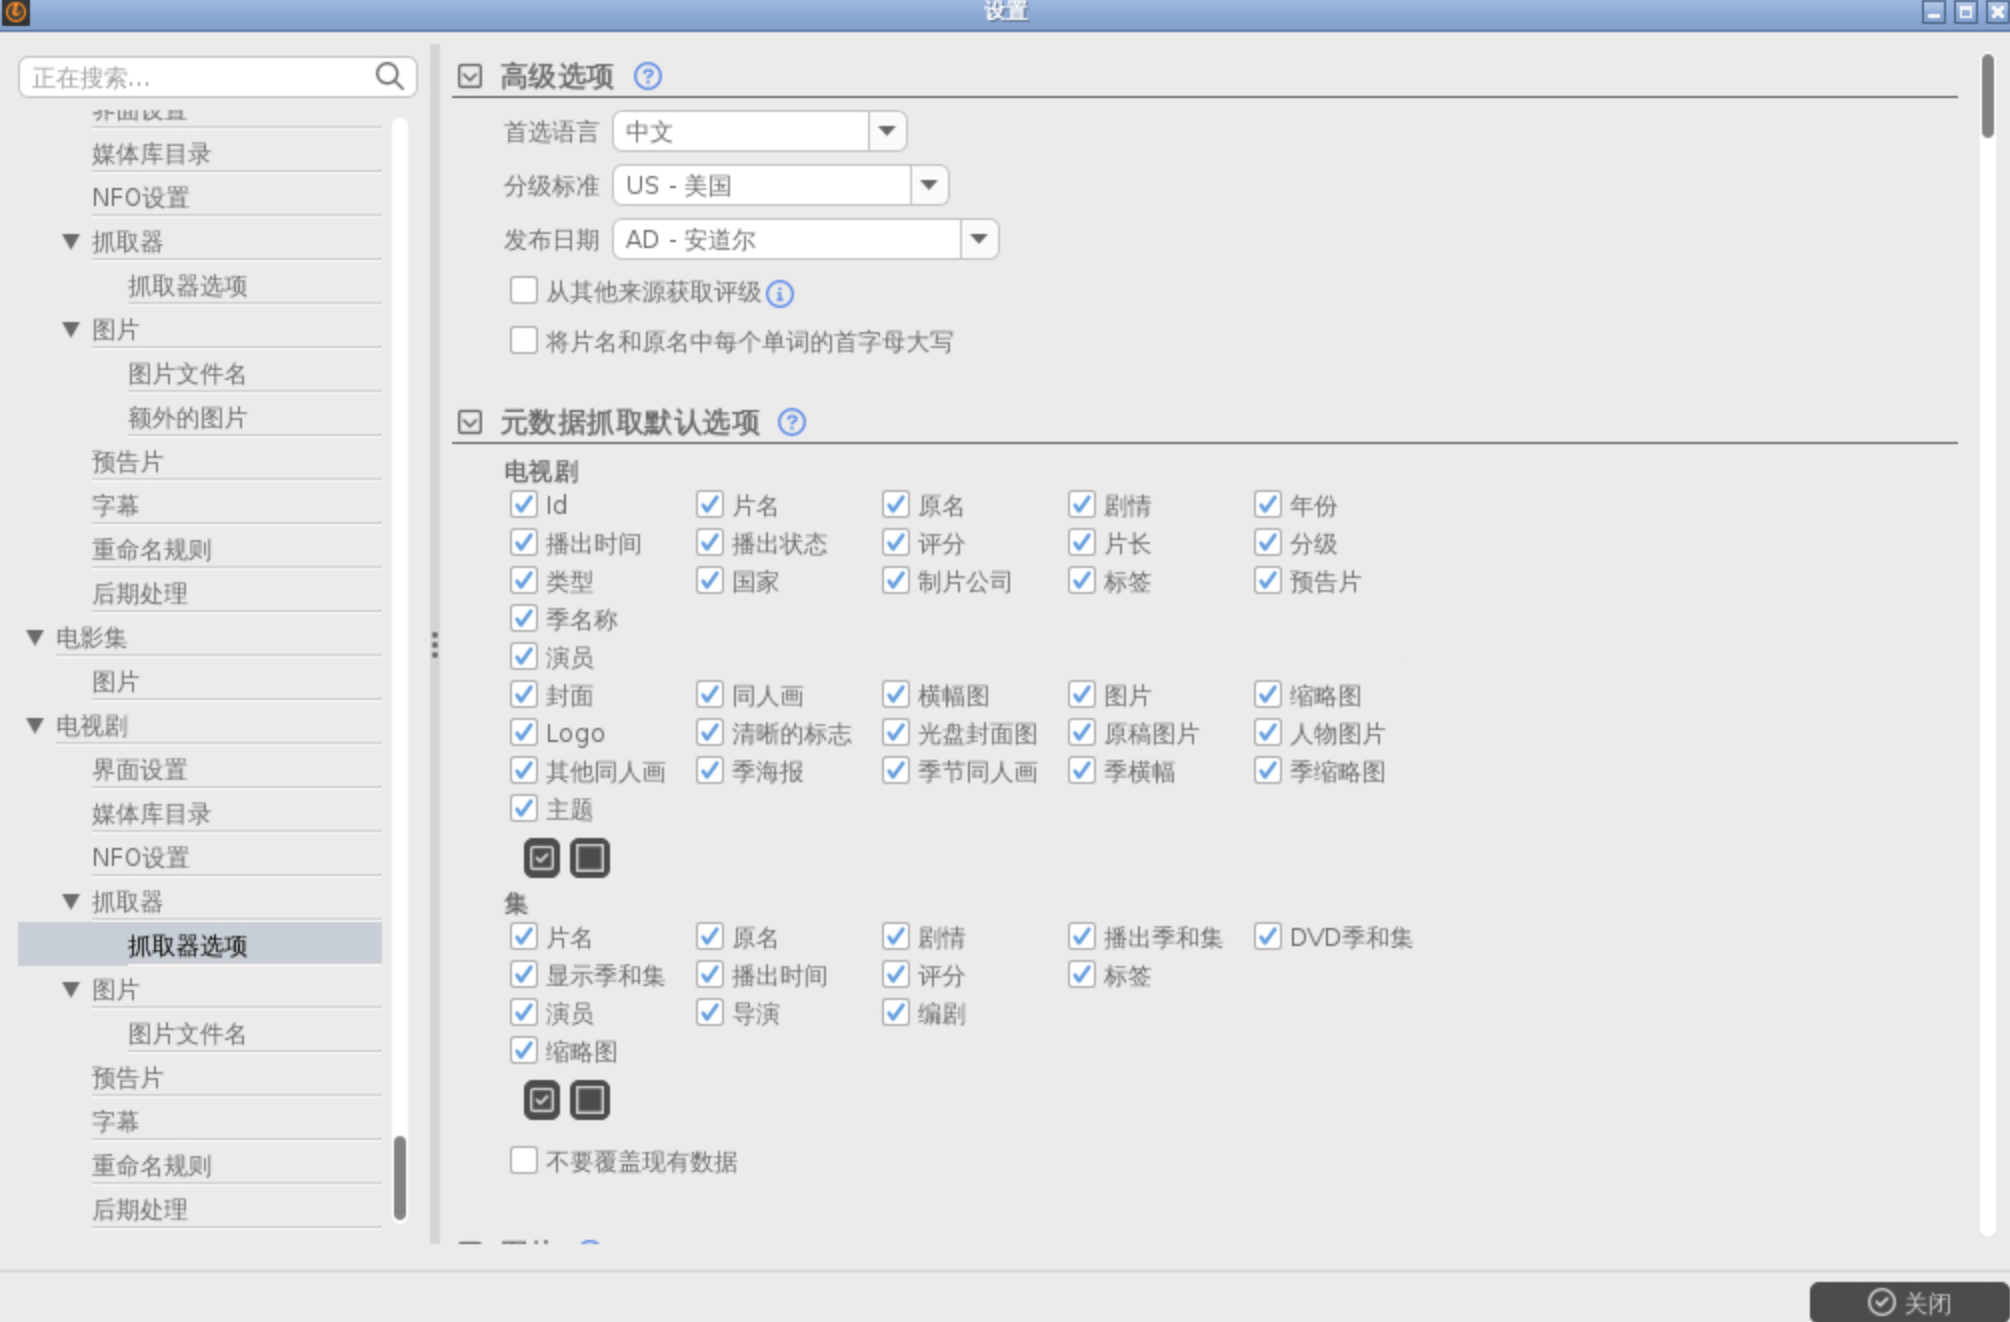 设置
正在搜索...
界面设置
媒体库目录
NFO设置
抓取器
抓取器选项
图片
图片文件名
额外的图片
预告片
字幕
重命名规则
后期处理
电影集
图片
电视剧
界面设置
媒体库目录
NFO设置
抓取器
抓取器选项
图片
图片文件名
预告片
字幕
重命名规则
后期处理
高级选项 ?
首选语言 中文
分级标准 US - 美国
发布日期 AD - 安道尔
从其他来源获取评级 i
将片名和原名中每个单词的首字母大写
元数据抓取默认选项 ?
电视剧
Id 片名 原名 剧情 年份
播出时间 播出状态 评分 片长 分级
类型 国家 制片公司 标签 预告片
季名称
演员
封面 同人画 横幅图 图片 缩略图
Logo 清晰的标志 光盘封面图 原稿图片 人物图片
其他同人画 季海报 季节同人画 季横幅 季缩略图
主题
集
片名 原名 剧情 播出季和集 DVD季和集
显示季和集 播出时间 评分 标签
演员 导演 编剧
缩略图
不要覆盖现有数据
关闭